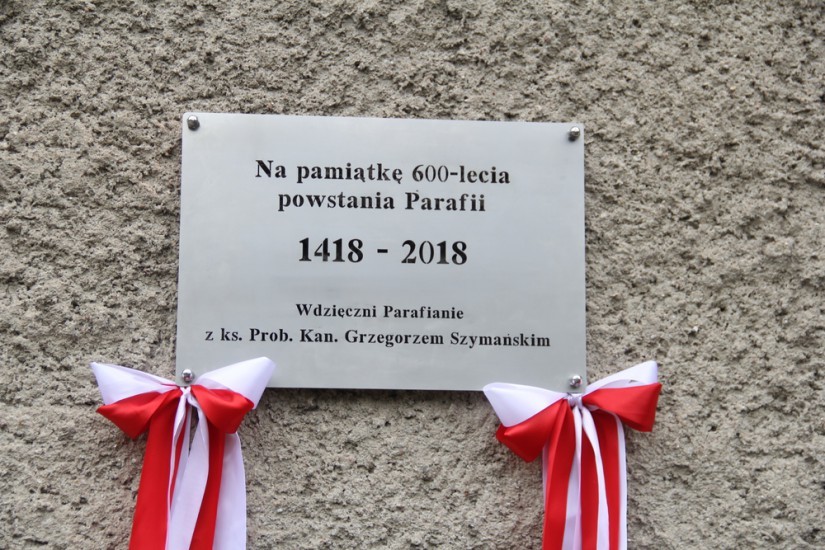 Na pamiątkę 600-lecia
powstania Parafii
1418 - 2018
Wdzięczni Parafianie
z ks. Prob. Kan. Grzegorzem Szymańskim